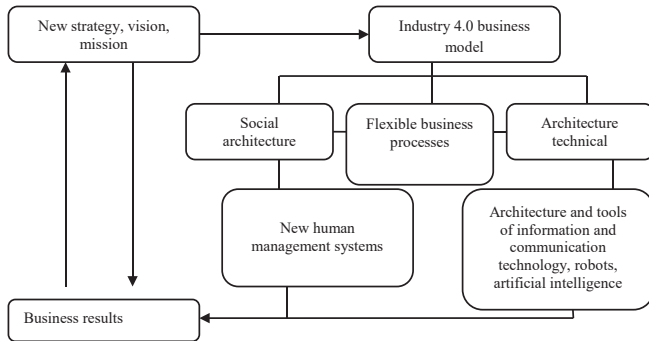 New strategy, vision,
mission
Industry 4.0 business
model
Social
architecture
Flexible business
processes
Architecture
technical
New human
management systems
Architecture and tools
of information and
communication
technology, robots,
artificial intelligence
Business results